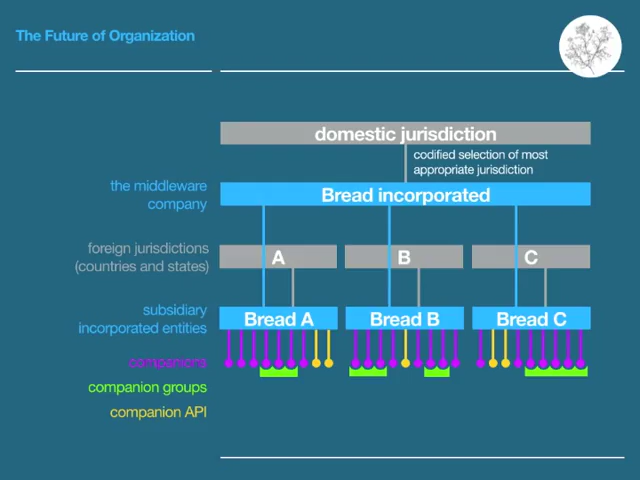 The Future of Organization
domestic jurisdiction
codified selection of most
appropriate jurisdiction
the middleware
company
Bread incorporated
foreign jurisdictions
(countries and states)
A
B
C
subsidiary
incorporated entities
Bread A
Bread B
Bread C
companions
companion groups
companion API